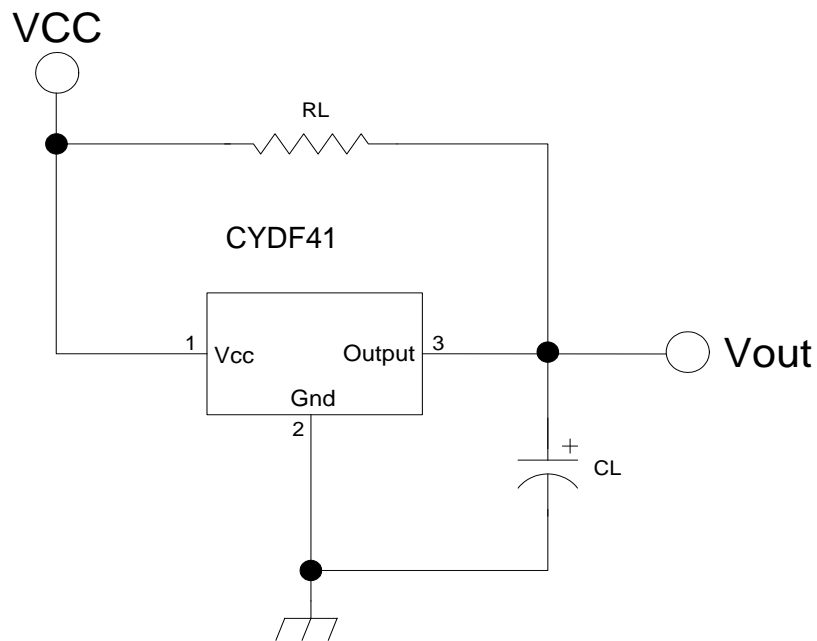 VCC
RL
CYDF41
1
Vcc
Output
3
Vout
Gnd
2
+
CL